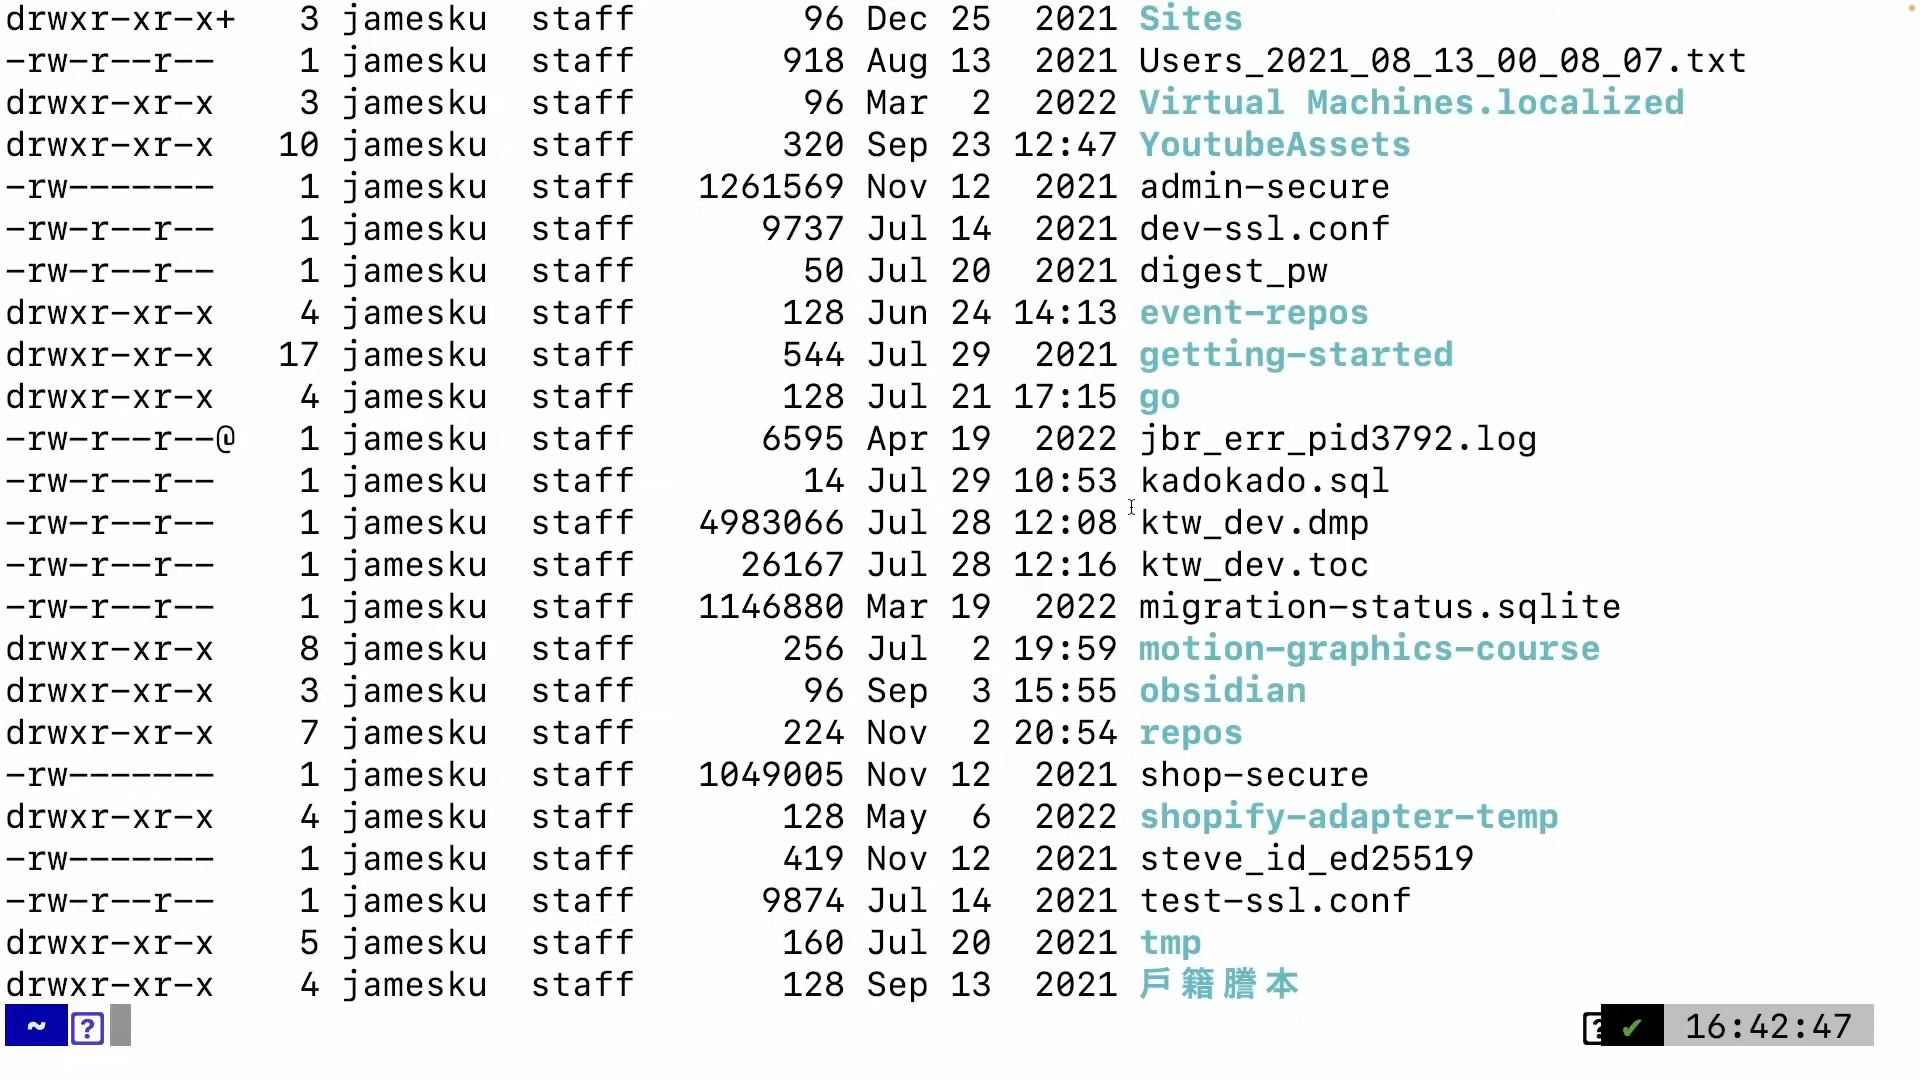 drwxr-xr-x+   3 jamesku  staff       96 Dec 25  2021 Sites
-rw-r--r--    1 jamesku  staff      918 Aug 13  2021 Users_2021_08_13_00_08_07.txt
drwxr-xr-x    3 jamesku  staff       96 Mar  2  2022 Virtual Machines.localized
drwxr-xr-x   10 jamesku  staff      320 Sep 23 12:47 YoutubeAssets
-rw-------    1 jamesku  staff  1261569 Nov 12  2021 admin-secure
-rw-r--r--    1 jamesku  staff     9737 Jul 14  2021 dev-ssl.conf
-rw-r--r--    1 jamesku  staff       50 Jul 20  2021 digest_pw
drwxr-xr-x    4 jamesku  staff      128 Jun 24 14:13 event-repos
drwxr-xr-x   17 jamesku  staff      544 Jul 29  2021 getting-started
drwxr-xr-x    4 jamesku  staff      128 Jul 21 17:15 go
-rw-r--r--@   1 jamesku  staff     6595 Apr 19  2022 jbr_err_pid3792.log
-rw-r--r--    1 jamesku  staff       14 Jul 29 10:53 kadokado.sql
-rw-r--r--    1 jamesku  staff  4983066 Jul 28 12:08 ktw_dev.dmp
-rw-r--r--    1 jamesku  staff    26167 Jul 28 12:16 ktw_dev.toc
-rw-r--r--    1 jamesku  staff  1146880 Mar 19  2022 migration-status.sqlite
drwxr-xr-x    8 jamesku  staff      256 Jul  2 19:59 motion-graphics-course
drwxr-xr-x    3 jamesku  staff       96 Sep  3 15:55 obsidian
drwxr-xr-x    7 jamesku  staff      224 Nov  2 20:54 repos
-rw-------    1 jamesku  staff  1049005 Nov 12  2021 shop-secure
drwxr-xr-x    4 jamesku  staff      128 May  6  2022 shopify-adapter-temp
-rw-------    1 jamesku  staff      419 Nov 12  2021 steve_id_ed25519
-rw-r--r--    1 jamesku  staff     9874 Jul 14  2021 test-ssl.conf
drwxr-xr-x    5 jamesku  staff      160 Jul 20  2021 tmp
drwxr-xr-x    4 jamesku  staff      128 Sep 13  2021 戶籍謄本
~ ? ? ✔ 16:42:47